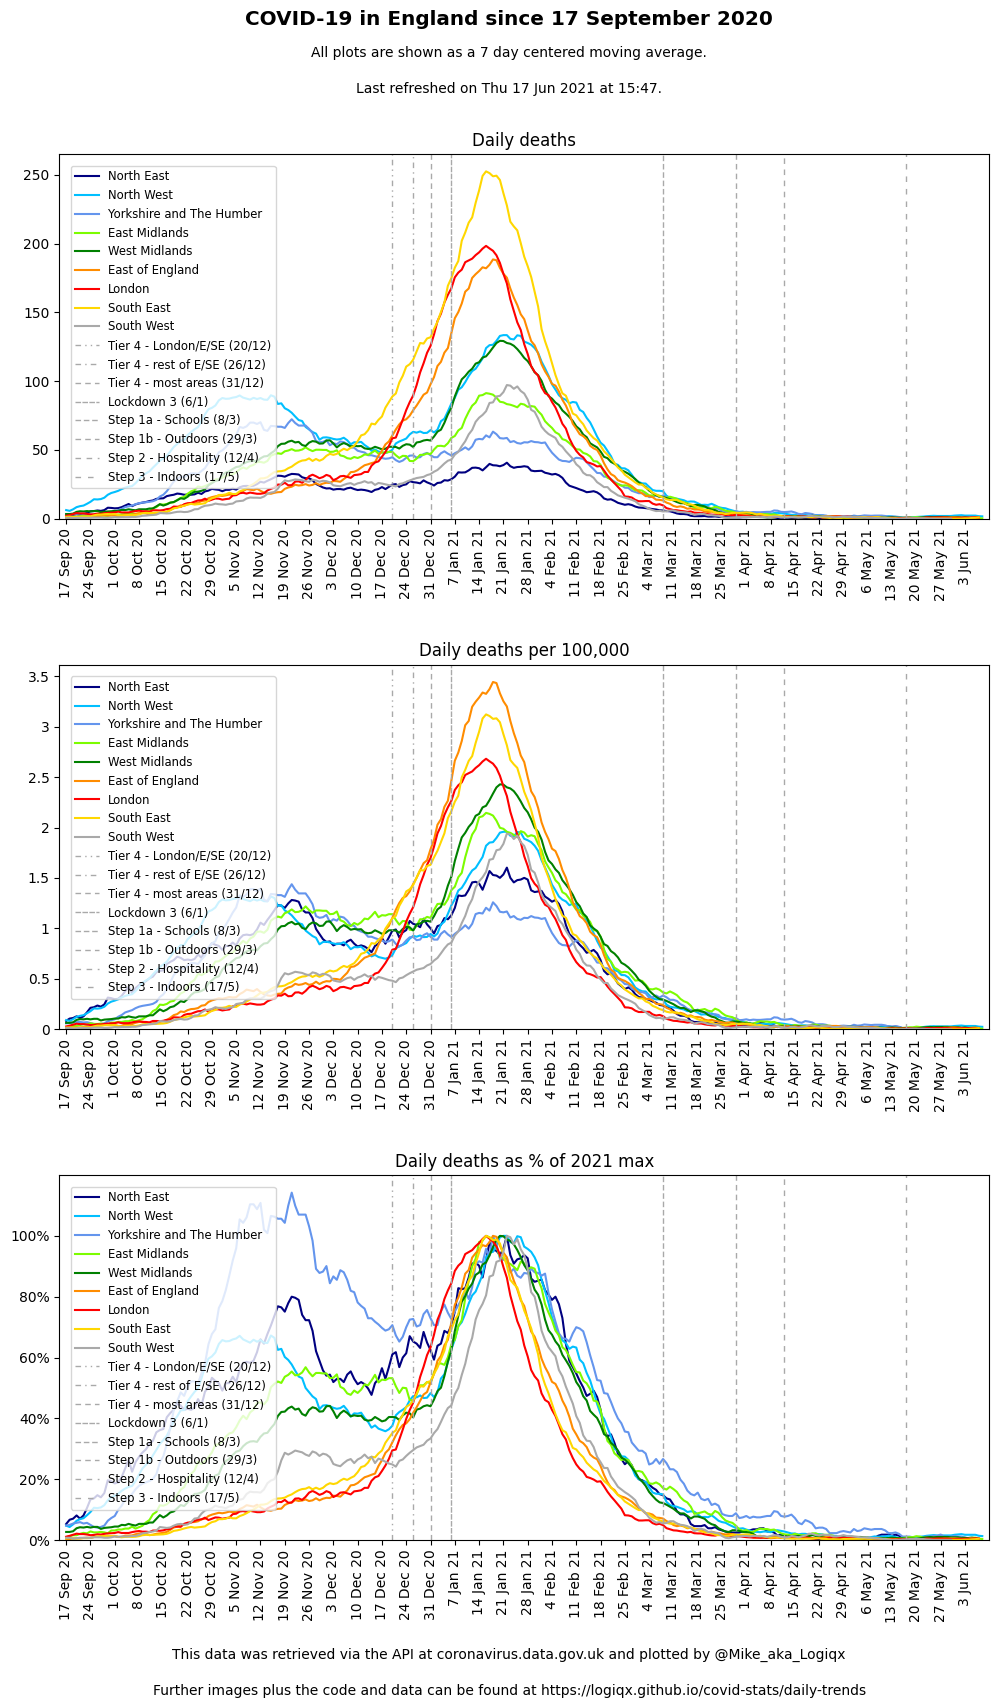 COVID-19 in England since 17 September 2020
All plots are shown as a 7 day centered moving average.
Last refreshed on Thu 17 Jun 2021 at 15:47.
Daily deaths
250
200
150
100
50
0
North East
North West
Yorkshire and The Humber
East Midlands
West Midlands
East of England
London
South East
South West
Tier 4 - London/E/SE (20/12)
Tier 4 - rest of E/SE (26/12)
Tier 4 - most areas (31/12)
Lockdown 3 (6/1)
Step 1a - Schools (8/3)
Step 1b - Outdoors (29/3)
Step 2 - Hospitality (12/4)
Step 3 - Indoors (17/5)
17 Sep 20
24 Sep 20
1 Oct 20
8 Oct 20
15 Oct 20
22 Oct 20
29 Oct 20
5 Nov 20
12 Nov 20
19 Nov 20
26 Nov 20
3 Dec 20
10 Dec 20
17 Dec 20
24 Dec 20
31 Dec 20
7 Jan 21
14 Jan 21
21 Jan 21
28 Jan 21
4 Feb 21
11 Feb 21
18 Feb 21
25 Feb 21
4 Mar 21
11 Mar 21
18 Mar 21
25 Mar 21
1 Apr 21
8 Apr 21
15 Apr 21
22 Apr 21
29 Apr 21
6 May 21
13 May 21
20 May 21
27 May 21
3 Jun 21
Daily deaths per 100,000
3.5
3
2.5
2
1.5
1
0.5
0
North East
North West
Yorkshire and The Humber
East Midlands
West Midlands
East of England
London
South East
South West
Tier 4 - London/E/SE (20/12)
Tier 4 - rest of E/SE (26/12)
Tier 4 - most areas (31/12)
Lockdown 3 (6/1)
Step 1a - Schools (8/3)
Step 1b - Outdoors (29/3)
Step 2 - Hospitality (12/4)
Step 3 - Indoors (17/5)
17 Sep 20
24 Sep 20
1 Oct 20
8 Oct 20
15 Oct 20
22 Oct 20
29 Oct 20
5 Nov 20
12 Nov 20
19 Nov 20
26 Nov 20
3 Dec 20
10 Dec 20
17 Dec 20
24 Dec 20
31 Dec 20
7 Jan 21
14 Jan 21
21 Jan 21
28 Jan 21
4 Feb 21
11 Feb 21
18 Feb 21
25 Feb 21
4 Mar 21
11 Mar 21
18 Mar 21
25 Mar 21
1 Apr 21
8 Apr 21
15 Apr 21
22 Apr 21
29 Apr 21
6 May 21
13 May 21
20 May 21
27 May 21
3 Jun 21
Daily deaths as % of 2021 max
100%
80%
60%
40%
20%
0%
North East
North West
Yorkshire and The Humber
East Midlands
West Midlands
East of England
London
South East
South West
Tier 4 - London/E/SE (20/12)
Tier 4 - rest of E/SE (26/12)
Tier 4 - most areas (31/12)
Lockdown 3 (6/1)
Step 1a - Schools (8/3)
Step 1b - Outdoors (29/3)
Step 2 - Hospitality (12/4)
Step 3 - Indoors (17/5)
17 Sep 20
24 Sep 20
1 Oct 20
8 Oct 20
15 Oct 20
22 Oct 20
29 Oct 20
5 Nov 20
12 Nov 20
19 Nov 20
26 Nov 20
3 Dec 20
10 Dec 20
17 Dec 20
24 Dec 20
31 Dec 20
7 Jan 21
14 Jan 21
21 Jan 21
28 Jan 21
4 Feb 21
11 Feb 21
18 Feb 21
25 Feb 21
4 Mar 21
11 Mar 21
18 Mar 21
25 Mar 21
1 Apr 21
8 Apr 21
15 Apr 21
22 Apr 21
29 Apr 21
6 May 21
13 May 21
20 May 21
27 May 21
3 Jun 21
This data was retrieved via the API at coronavirus.data.gov.uk and plotted by @Mike_aka_Logiqx
Further images plus the code and data can be found at https://logiqx.github.io/covid-stats/daily-trends